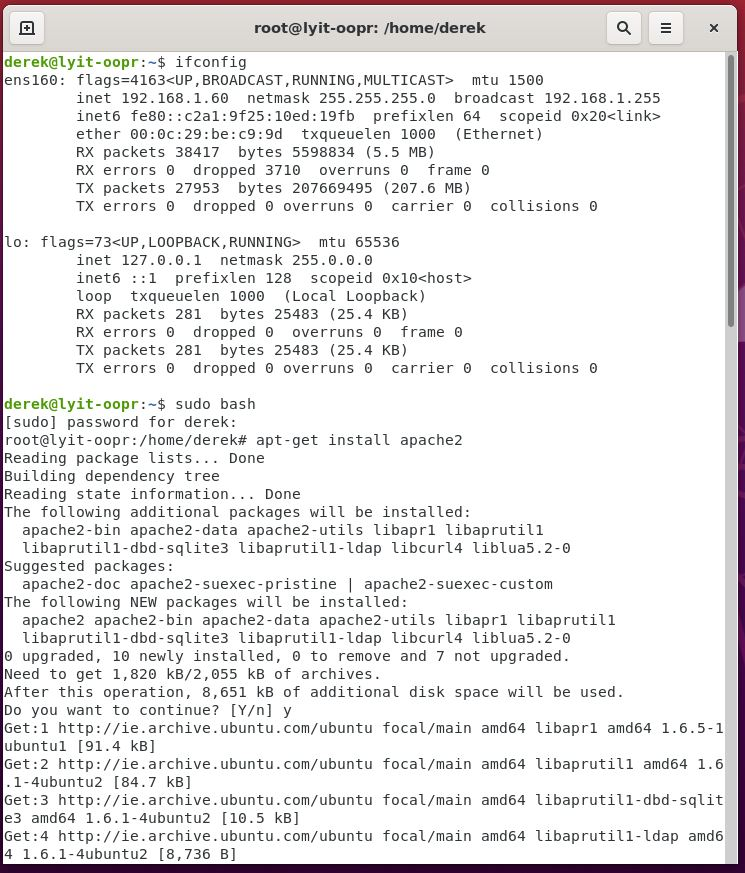 root@lyit-oopr: /home/derek
derek@lyit-oopr:~$ ifconfig
ens160: flags=4163<UP,BROADCAST,RUNNING,MULTICAST>  mtu 1500
        inet 192.168.1.60  netmask 255.255.255.0  broadcast 192.168.1.255
        inet6 fe80::c2a1:9f25:10ed:19fb  prefixlen 64  scopeid 0x20<link>
        ether 00:0c:29:be:c9:9d  txqueuelen 1000  (Ethernet)
        RX packets 38417  bytes 5598834 (5.5 MB)
        RX errors 0  dropped 3710  overruns 0  frame 0
        TX packets 27953  bytes 207669495 (207.6 MB)
        TX errors 0  dropped 0 overruns 0  carrier 0  collisions 0
lo: flags=73<UP,LOOPBACK,RUNNING>  mtu 65536
        inet 127.0.0.1  netmask 255.0.0.0
        inet6 ::1  prefixlen 128  scopeid 0x10<host>
        loop  txqueuelen 1000  (Local Loopback)
        RX packets 281  bytes 25483 (25.4 KB)
        RX errors 0  dropped 0  overruns 0  frame 0
        TX packets 281  bytes 25483 (25.4 KB)
        TX errors 0  dropped 0 overruns 0  carrier 0  collisions 0
derek@lyit-oopr:~$ sudo bash
[sudo] password for derek:
root@lyit-oopr:/home/derek# apt-get install apache2
Reading package lists... Done
Building dependency tree
Reading state information... Done
The following additional packages will be installed:
  apache2-bin apache2-data apache2-utils libapr1 libaprutil1
  libaprutil1-dbd-sqlite3 libaprutil1-ldap libcurl4 liblua5.2-0
Suggested packages:
  apache2-doc apache2-suexec-pristine | apache2-suexec-custom
The following NEW packages will be installed:
  apache2 apache2-bin apache2-data apache2-utils libapr1 libaprutil1
  libaprutil1-dbd-sqlite3 libaprutil1-ldap libcurl4 liblua5.2-0
0 upgraded, 10 newly installed, 0 to remove and 7 not upgraded.
Need to get 1,820 kB/2,055 kB of archives.
After this operation, 8,651 kB of additional disk space will be used.
Do you want to continue? [Y/n] y
Get:1 http://ie.archive.ubuntu.com/ubuntu focal/main amd64 libapr1 amd64 1.6.5-1
ubuntu1 [91.4 kB]
Get:2 http://ie.archive.ubuntu.com/ubuntu focal/main amd64 libaprutil1 amd64 1.6
.1-4ubuntu2 [84.7 kB]
Get:3 http://ie.archive.ubuntu.com/ubuntu focal/main amd64 libaprutil1-dbd-sqlit
e3 amd64 1.6.1-4ubuntu2 [10.5 kB]
Get:4 http://ie.archive.ubuntu.com/ubuntu focal/main amd64 libaprutil1-ldap amd6
4 1.6.1-4ubuntu2 [8,736 B]